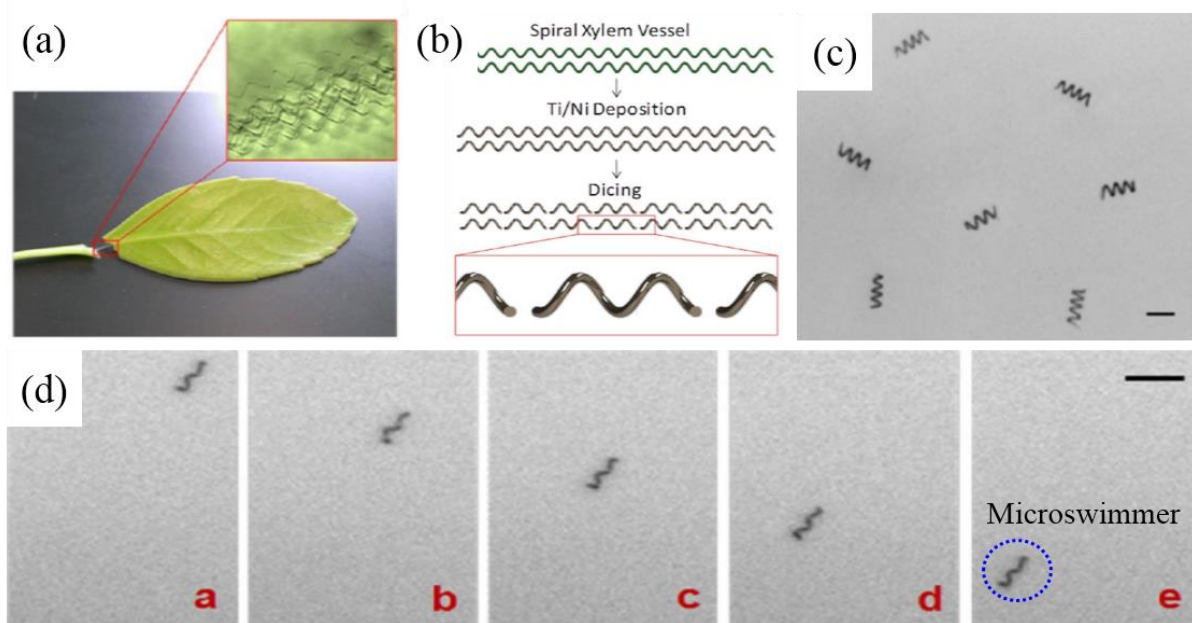 (a)
(b)
Spiral Xylem Vessel
Ti/Ni Deposition
Dicing
(c)
(d)
a
b
c
d
Microswimmer
e